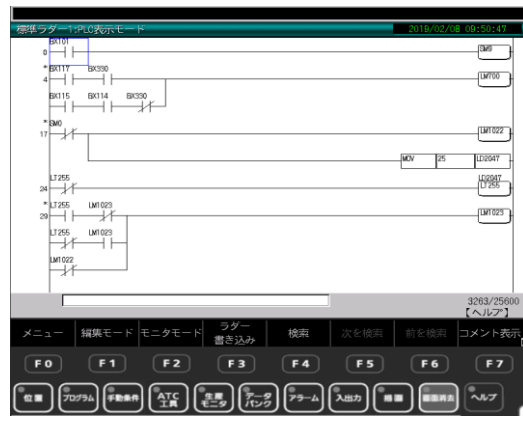 標準ラダー1:PLC表示モード 2019/02/08 09:50:47
BX101 SM0
0
* BX117 BX330 LM700
4
BX115 BX114 BX330
* SM0
17 LM1022
MOV 25 LD2047
LT255 LD2047
24 LT255
* LT255 LM1023
29 LM1023
LT255 LM1023
LM1022
3263/25600
【ヘルプ】
メニュー 編集モード モニタモード ラダー書き込み 検索 次を検索 前を検索 コメント表示
F0 F1 F2 F3 F4 F5 F6 F7
位置 プログラム 手動条件 ATC工具 生産モニタ データバンク アラーム 入出力 画面消去 ヘルプ